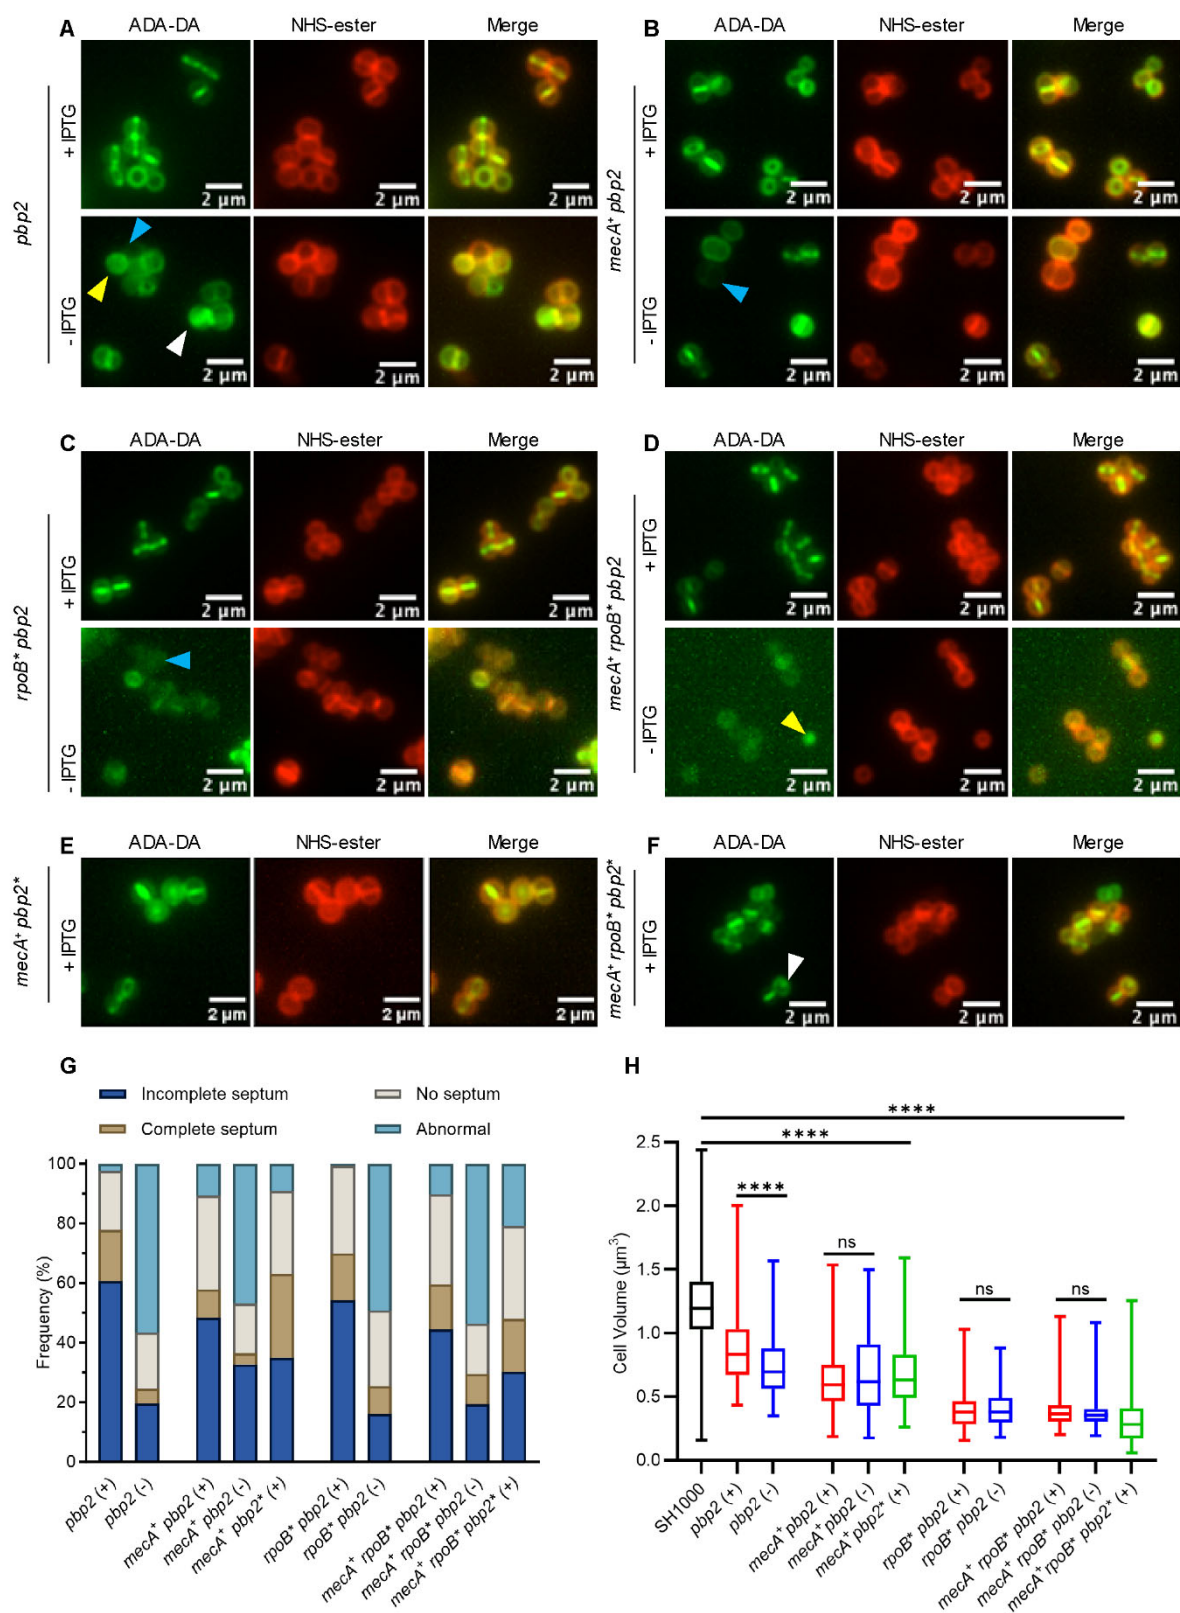 A ADA-DA NHS-ester Merge B ADA-DA NHS-ester Merge
pbp2
+ IPTG
2 µm 2 µm 2 µm
- IPTG
2 µm 2 µm 2 µm
mecA⁺ pbp2
+ IPTG
2 µm 2 µm 2 µm
- IPTG
2 µm 2 µm 2 µm
C ADA-DA NHS-ester Merge D ADA-DA NHS-ester Merge
rpoB* pbp2
+ IPTG
2 µm 2 µm 2 µm
- IPTG
2 µm 2 µm 2 µm
mecA⁺ rpoB* pbp2
+ IPTG
2 µm 2 µm 2 µm
- IPTG
2 µm 2 µm 2 µm
E ADA-DA NHS-ester Merge F ADA-DA NHS-ester Merge
mecA⁺ pbp2*
+ IPTG
2 µm 2 µm 2 µm
mecA⁺ rpoB* pbp2*
+ IPTG
2 µm 2 µm 2 µm
G
Incomplete septum No septum
Complete septum Abnormal
Frequency (%)
100
80
60
40
20
0
pbp2 (+)
pbp2 (-)
mecA⁺ pbp2 (+)
mecA⁺ pbp2 (-)
mecA⁺ pbp2* (+)
rpoB* pbp2 (+)
rpoB* pbp2 (-)
mecA⁺ rpoB* pbp2 (+)
mecA⁺ rpoB* pbp2 (-)
mecA⁺ rpoB* pbp2* (+)
H
****
****
****
ns
ns ns
Cell Volume (µm³)
2.5
2.0
1.5
1.0
0.5
0.0
SH1000
pbp2 (+)
pbp2 (-)
mecA⁺ pbp2 (+)
mecA⁺ pbp2 (-)
mecA⁺ pbp2* (+)
rpoB* pbp2 (+)
rpoB* pbp2 (-)
mecA⁺ rpoB* pbp2 (+)
mecA⁺ rpoB* pbp2 (-)
mecA⁺ rpoB* pbp2* (+)